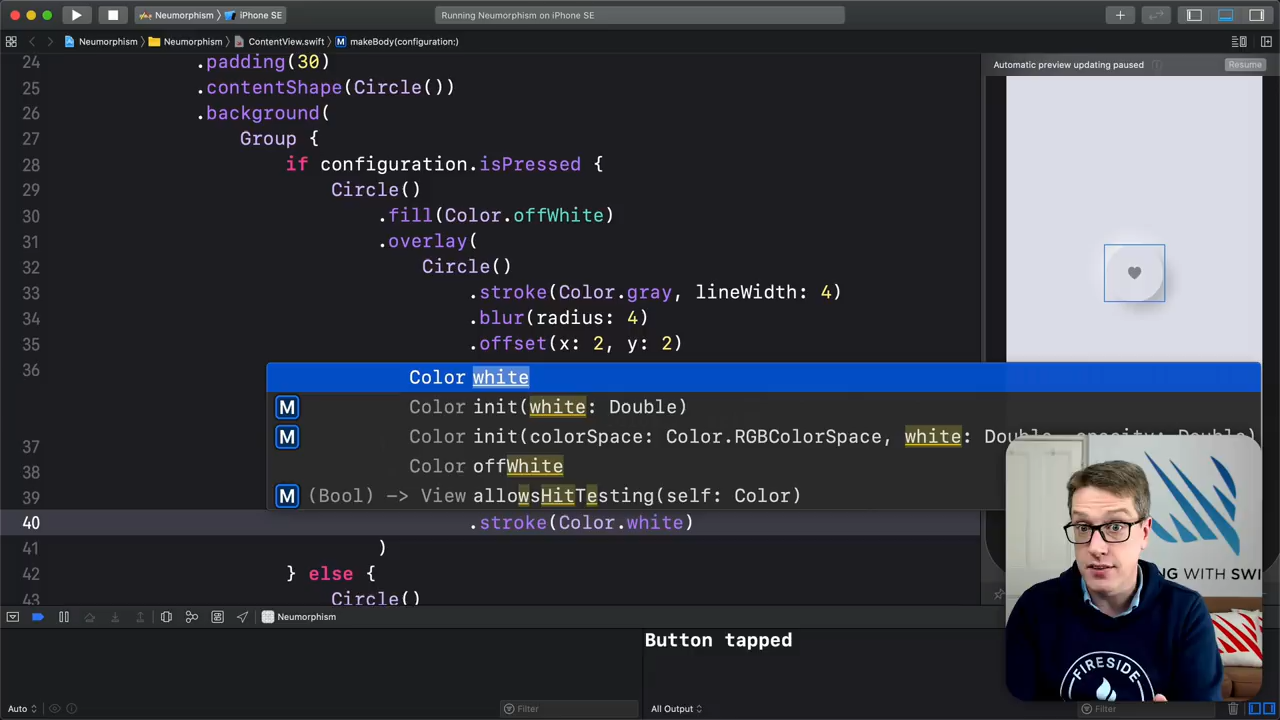 Neumorphism 〉 iPhone SE
Running Neumorphism on iPhone SE
Neumorphism 〉 Neumorphism 〉 ContentView.swift 〉 M makeBody(configuration:)
Automatic preview updating paused
Resume
24 .padding(30)
25 .contentShape(Circle())
26 .background(
27 Group {
28 if configuration.isPressed {
29 Circle()
30 .fill(Color.offWhite)
31 .overlay(
32 Circle()
33 .stroke(Color.gray, lineWidth: 4)
34 .blur(radius: 4)
35 .offset(x: 2, y: 2)
36
Color white
M Color init(white: Double)
M Color init(colorSpace: Color.RGBColorSpace, white: Double, opacity: Double)
Color offWhite
M (Bool) -> View allowsHitTesting(self: Color)
37
38
39
40 .stroke(Color.white)
41 )
42 } else {
43 Circle()
Neumorphism
Button tapped
Auto
Filter
All Output
Filter
NG WITH SWI
FIRESIDE